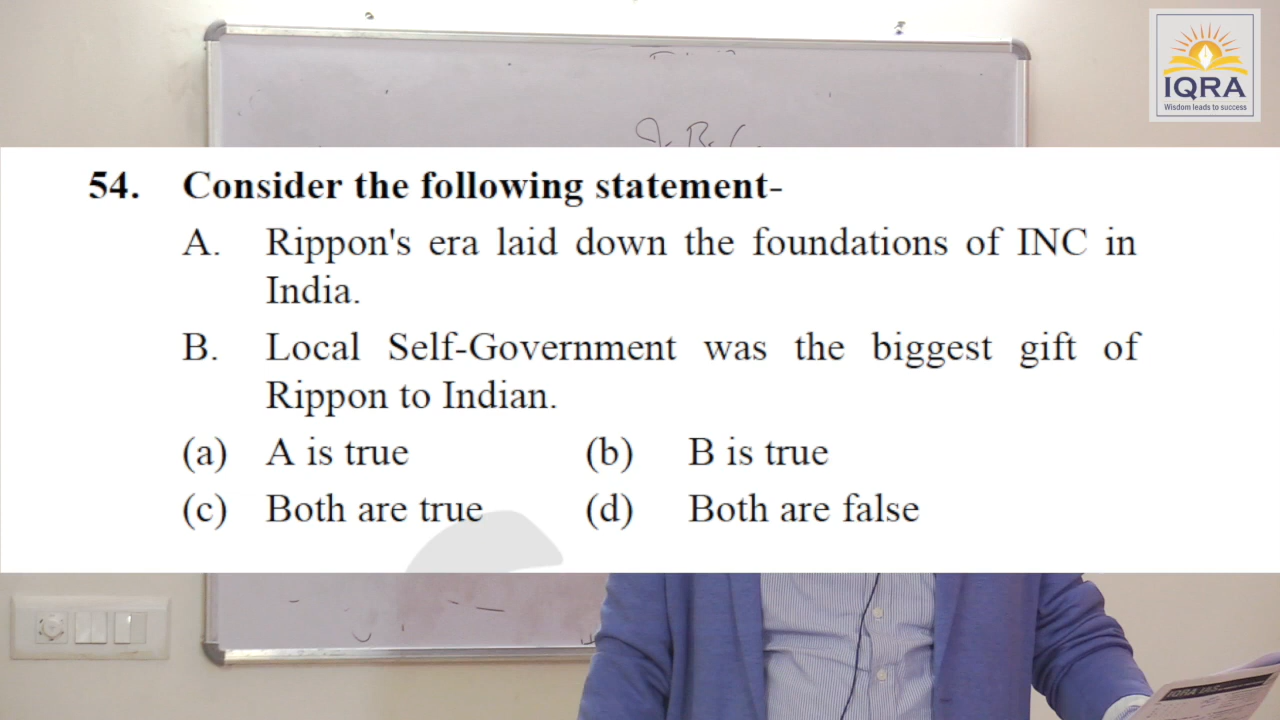 IQRA
Wisdom leads to success
54. Consider the following statement-
A. Rippon's era laid down the foundations of INC in
India.
B. Local Self-Government was the biggest gift of
Rippon to Indian.
(a) A is true (b) B is true
(c) Both are true (d) Both are false